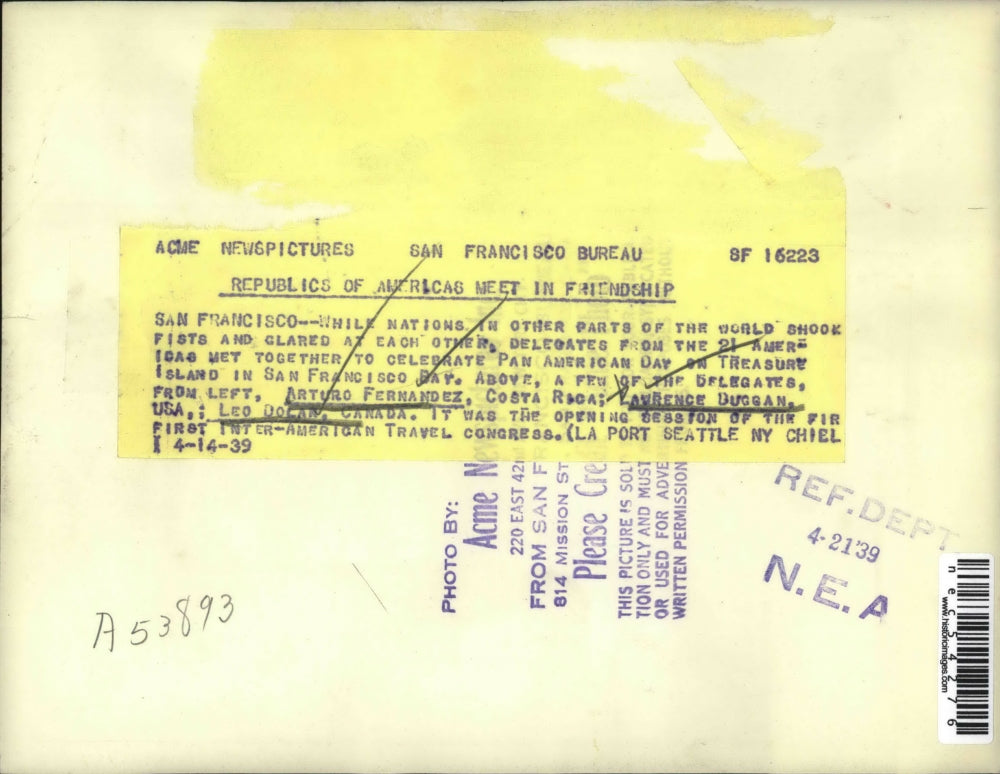 ACME NEWSPICTURES SAN FRANCISCO BUREAU SF 16223
REPUBLICS OF AMERICAS MEET IN FRIENDSHIP
SAN FRANCISCO--WHILE NATIONS IN OTHER PARTS OF THE WORLD SHOOK
FISTS AND GLARED AT EACH OTHER, DELEGATES FROM THE 21 AMER-
ICAS MET TOGETHER TO CELEBRATE PAN AMERICAN DAY ON TREASURE
ISLAND IN SAN FRANCISCO BAY. ABOVE, A FEW OF THE DELEGATES,
FROM LEFT, ARTURO FERNANDEZ, COSTA RICA; LAWRENCE DUGGAN,
USA,; LEO DOLAN, CANADA. IT WAS THE OPENING SESSION OF THE FIR
FIRST INTER-AMERICAN TRAVEL CONGRESS.(LA PORT SEATTLE NY CHIEL
4-14-39
PHOTO BY:
Acme
220 EAST
FROM SAN
814 MISSION ST
Please
THIS PICTURE IS
TION ONLY AND MUST
OR USED FOR
WRITTEN PERMISSION
REF. DEPT
4-21'39
N.E.A
A53893
nec54276
www.historicimages.com